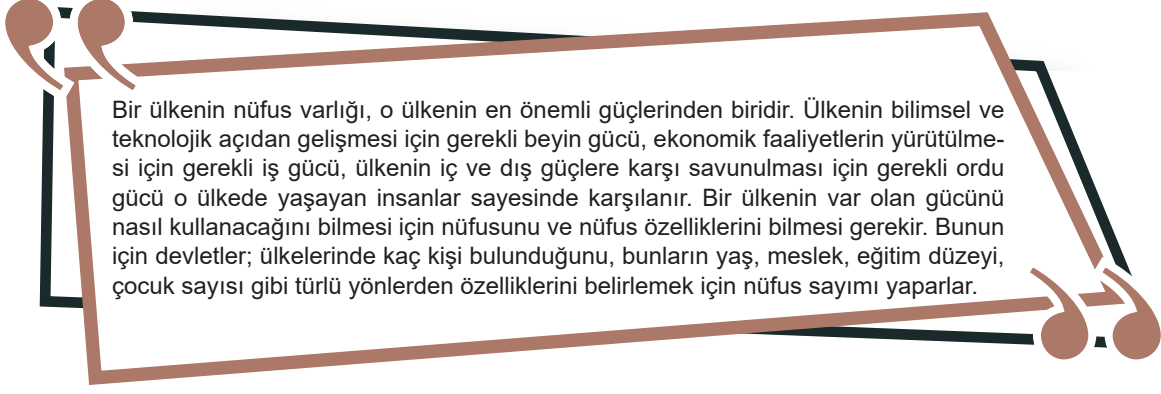 Bir ülkenin nüfus varlığı, o ülkenin en önemli güçlerinden biridir. Ülkenin bilimsel ve
teknolojik açıdan gelişmesi için gerekli beyin gücü, ekonomik faaliyetlerin yürütülme-
si için gerekli iş gücü, ülkenin iç ve dış güçlere karşı savunulması için gerekli ordu
gücü o ülkede yaşayan insanlar sayesinde karşılanır. Bir ülkenin var olan gücünü
nasıl kullanacağını bilmesi için nüfusunu ve nüfus özelliklerini bilmesi gerekir. Bunun
için devletler; ülkelerinde kaç kişi bulunduğunu, bunların yaş, meslek, eğitim düzeyi,
çocuk sayısı gibi türlü yönlerden özelliklerini belirlemek için nüfus sayımı yaparlar.